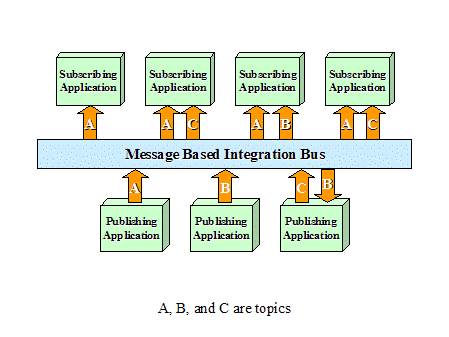 Subscribing
Application
Subscribing
Application
Subscribing
Application
Subscribing
Application
A
A
C
A
B
A
C
Message Based Integration Bus
A
B
C
B
Publishing
Application
Publishing
Application
Publishing
Application
A, B, and C are topics